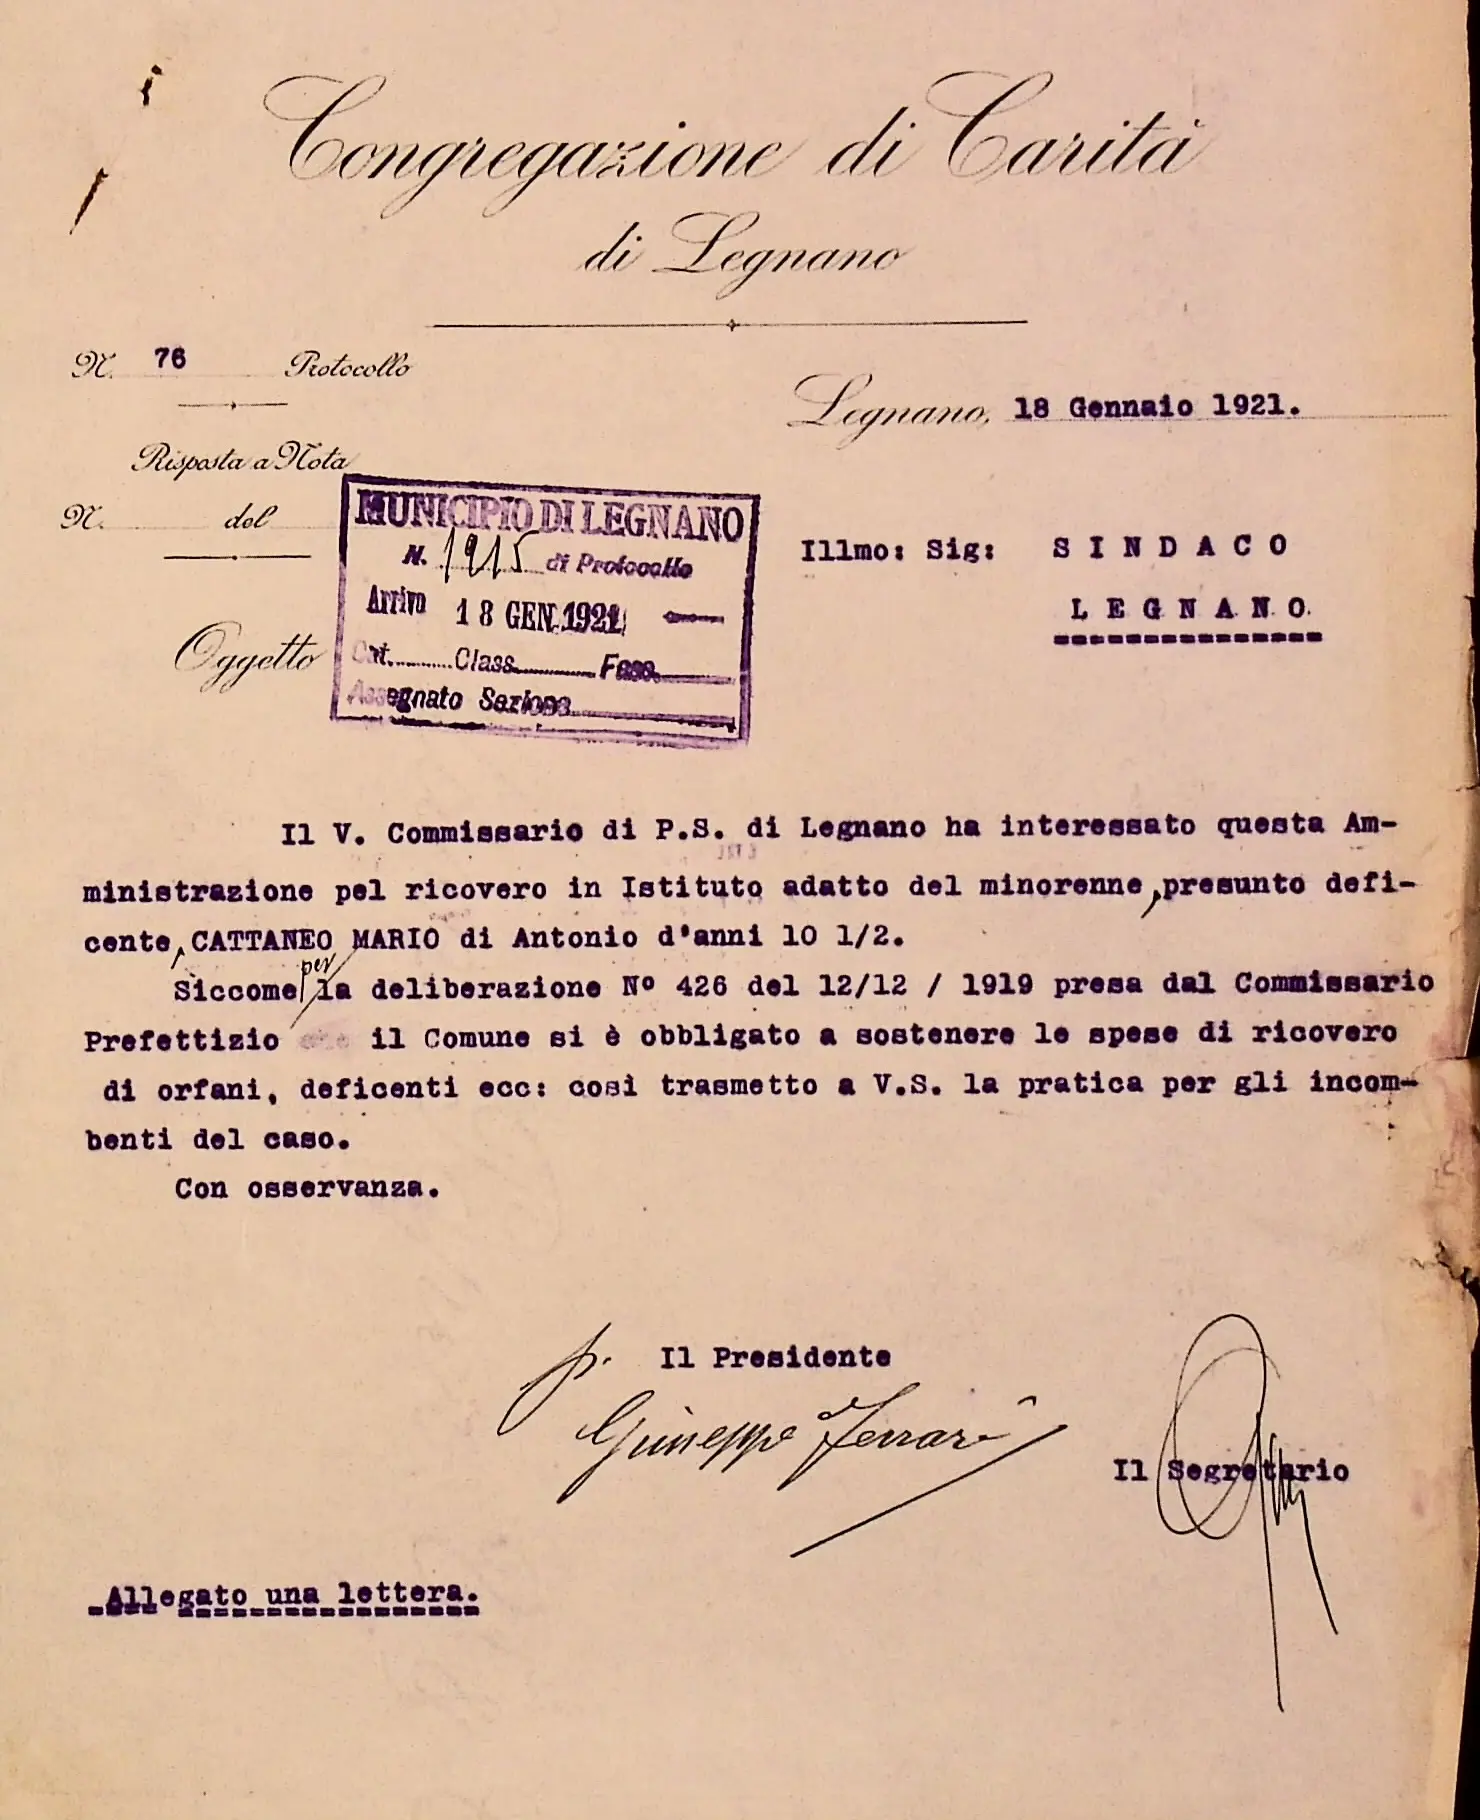 Congregazione di Carità
di Legnano
N. 76 Protocollo
Legnano, 18 Gennaio 1921.
Risposta a Nota
N. del
MUNICIPIO DI LEGNANO
N. 1915 di Protocollo
Arrivo 18 GEN. 1921
Cat. Class. Fasc.
Assegnato Sezione
Illmo: Sig: SINDACO
LEGNANO.
Oggetto
Il V. Commissario di P.S. di Legnano ha interessato questa Am-
ministrazione pel ricovero in Istituto adatto del minorenne, presunto defi-
cente, CATTANEO MARIO di Antonio d'anni 10 1/2.
Siccome per la deliberazione N° 426 del 12/12 / 1919 presa dal Commissario
Prefettizio il Comune si è obbligato a sostenere le spese di ricovero
di orfani, deficenti ecc: così trasmetto a V.S. la pratica per gli incom-
benti del caso.
Con osservanza.
p. Il Presidente
Giuseppe Ferrari
Il Segretario
Allegato una lettera.